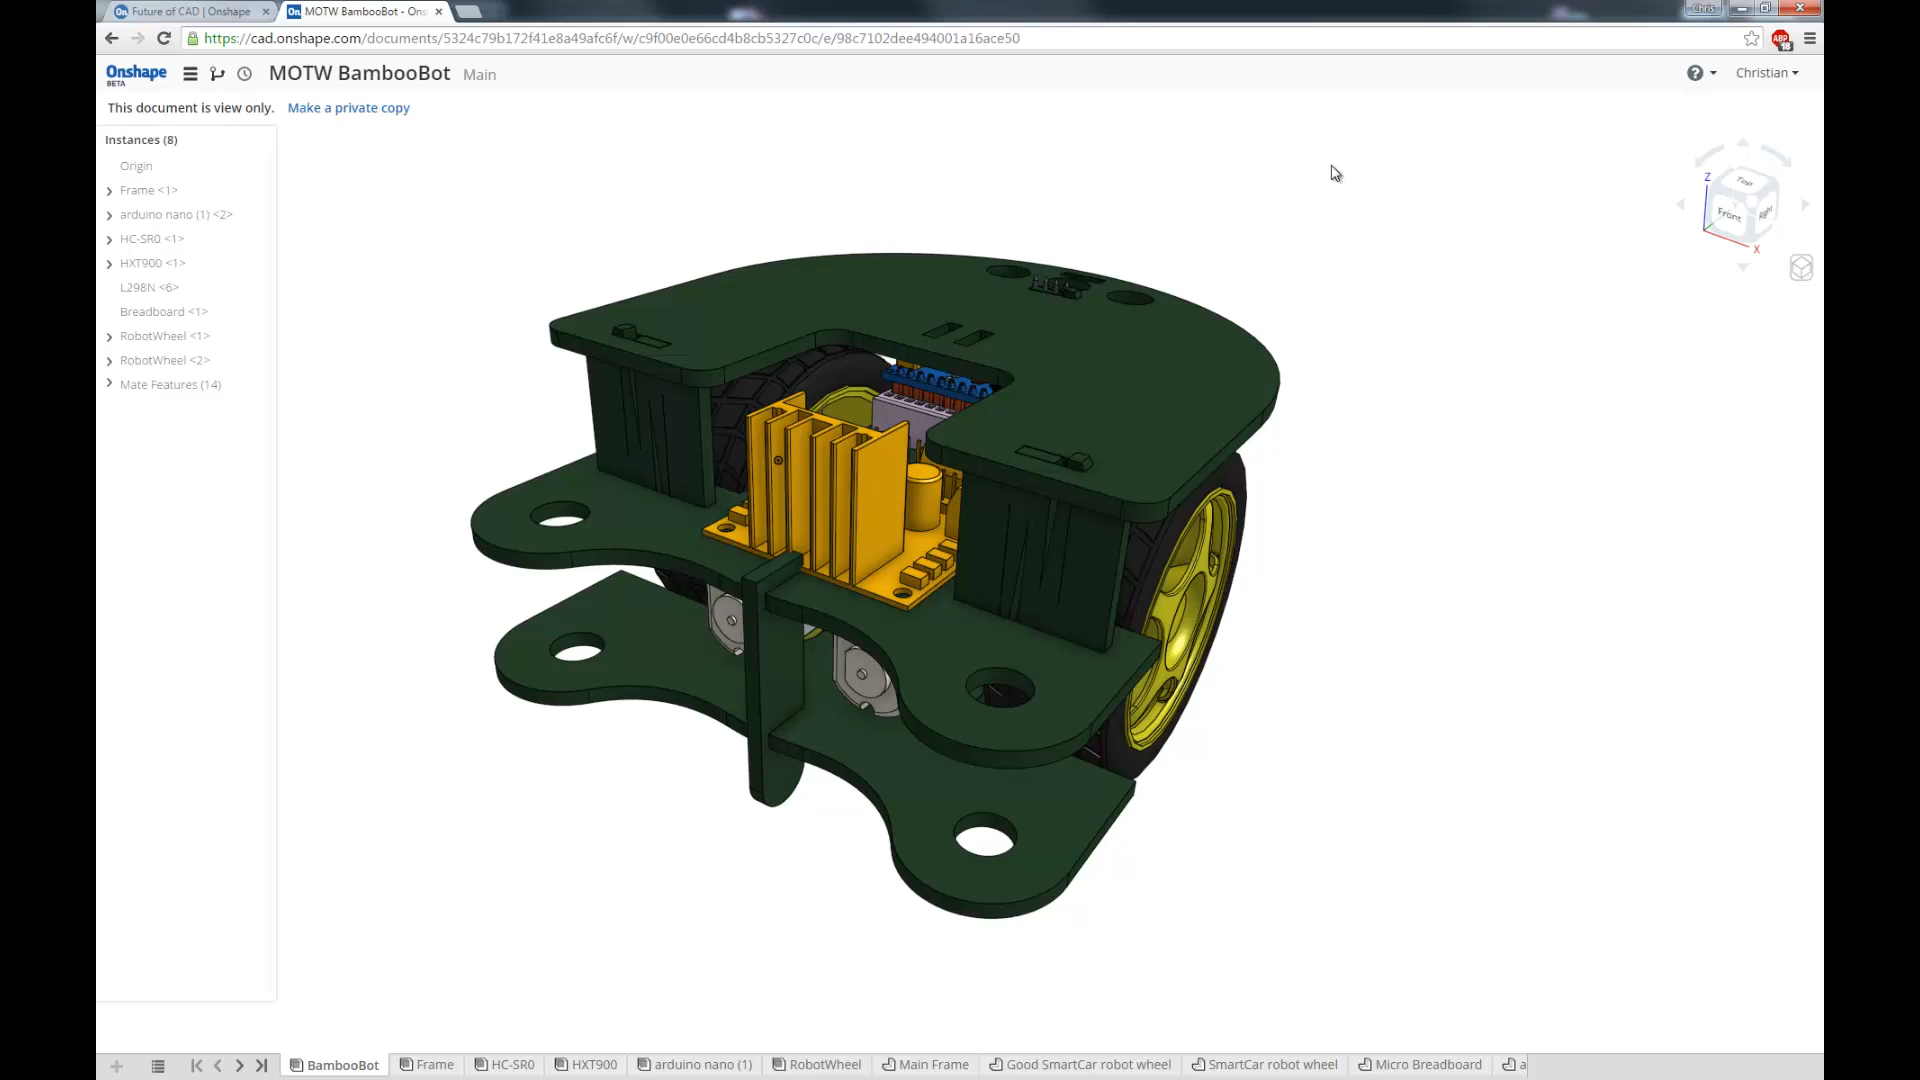 Future of CAD | Onshape
MOTW BambooBot - Ons
Chris
https://cad.onshape.com/documents/5324c79b172f41e8a49afc6f/w/c9f00e0e66cd4b8cb5327c0c/e/98c7102dee494001a16ace50
ABP
18
Onshape
BETA
MOTW BambooBot Main
Christian
This document is view only. Make a private copy
Instances (8)
Origin
Frame <1>
arduino nano (1) <2>
HC-SR0 <1>
HXT900 <1>
L298N <6>
Breadboard <1>
RobotWheel <1>
RobotWheel <2>
Mate Features (14)
Z
Top
Front
Right
X
BambooBot
Frame
HC-SR0
HXT900
arduino nano (1)
RobotWheel
Main Frame
Good SmartCar robot wheel
SmartCar robot wheel
Micro Breadboard
a